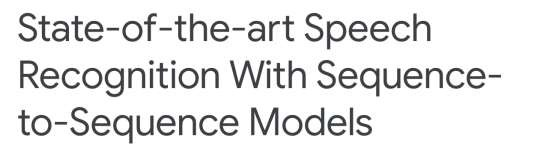 State-of-the-art Speech
Recognition With Sequence-
to-Sequence Models